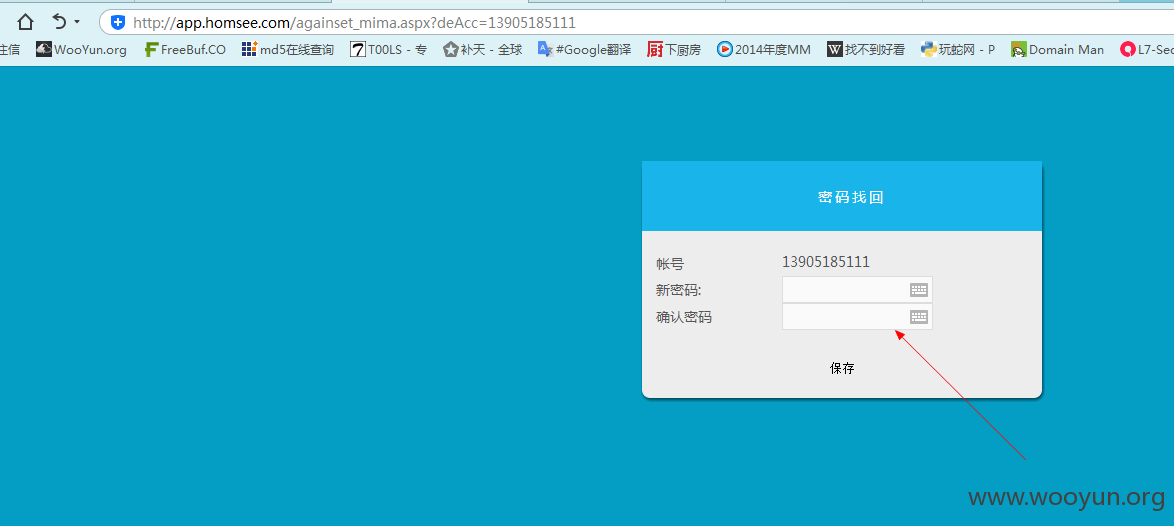 http://app.homsee.com/againset_mima.aspx?deAcc=13905185111
住信 WooYun.org FreeBuf.CO md5在线查询 T00LS - 专 补天 - 全球 #Google翻译 下厨房 2014年度MM 找不到好看 玩蛇网 - P Domain Man L7-Sec
密码找回
帐号 13905185111
新密码:
确认密码
保存
www.wooyun.org